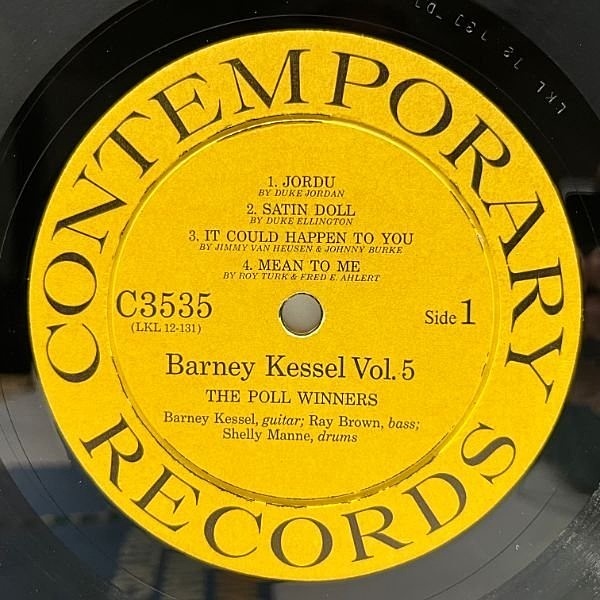 CONTEMPORARY
1. JORDU
BY DUKE JORDAN
2. SATIN DOLL
BY DUKE ELLINGTON
3. IT COULD HAPPEN TO YOU
BY JIMMY VAN HEUSEN & JOHNNY BURKE
4. MEAN TO ME
BY ROY TURK & FRED E. AHLERT
C3535
(LKL 12-131)
Side 1
Barney Kessel Vol. 5
THE POLL WINNERS
Barney Kessel, guitar; Ray Brown, bass;
Shelly Manne, drums
RECORDS